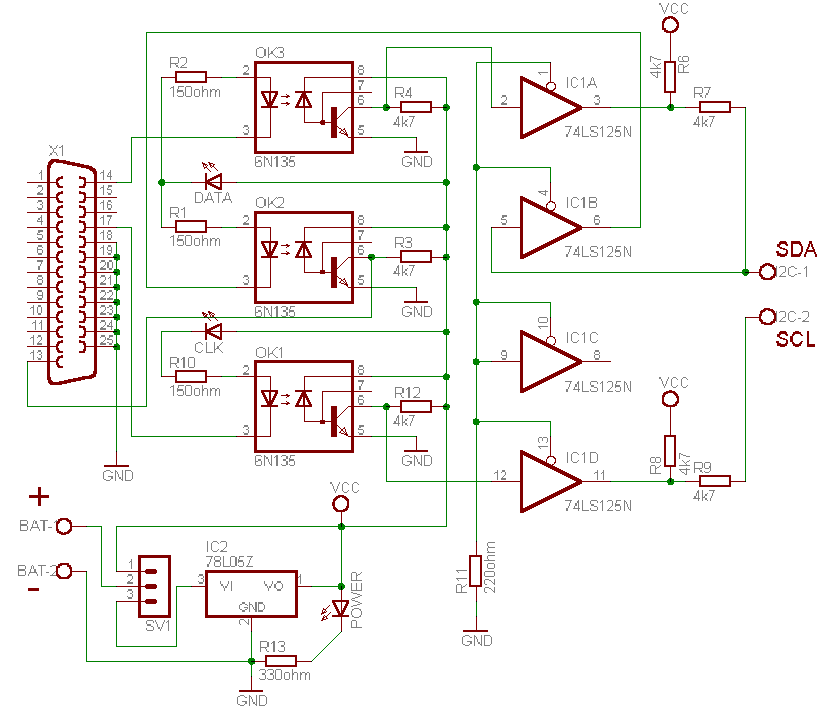 VCC
OK3
R2
2
8
7
6
5
3
150ohm
R4
4k7
GND
6N135
4k7
R6
1
IC1A
2
3
74LS125N
R7
4k7
X1
1
2
3
4
5
6
7
8
9
10
11
12
13
14
15
16
17
18
19
20
21
22
23
24
25
GND
DATA
OK2
R1
2
8
7
6
5
3
150ohm
R3
4k7
GND
6N135
4
IC1B
5
6
74LS125N
SDA
I2C-1
I2C-2
SCL
CLK
OK1
R10
2
8
7
6
5
3
150ohm
R12
4k7
GND
6N135
10
IC1C
9
8
74LS125N
VCC
13
IC1D
12
11
74LS125N
R8
4k7
R9
4k7
+
BAT-1
BAT-2
-
1
2
3
SV1
VCC
IC2
78L05Z
3
VI
VO
1
GND
2
POWER
R13
330ohm
GND
R11
220ohm
GND